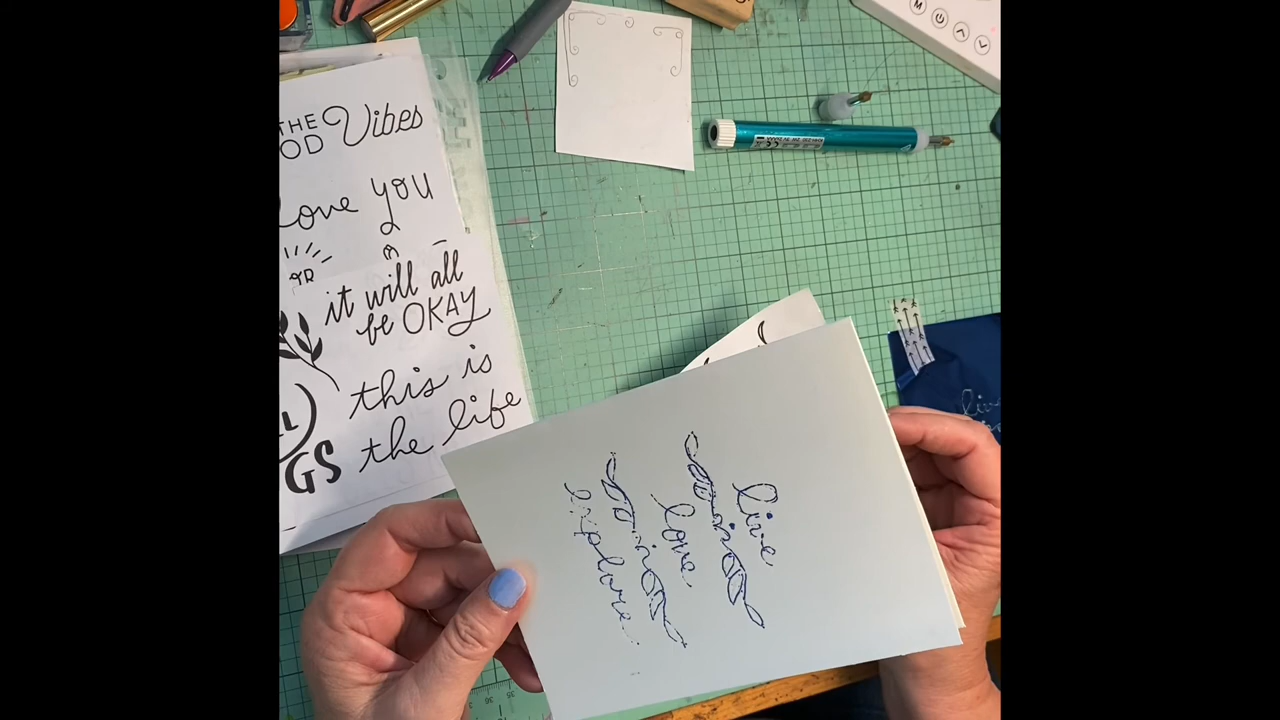 THE Vibes
OD
love you
it will all
be OKAY
this is
the life
GS
live
love
explore
M